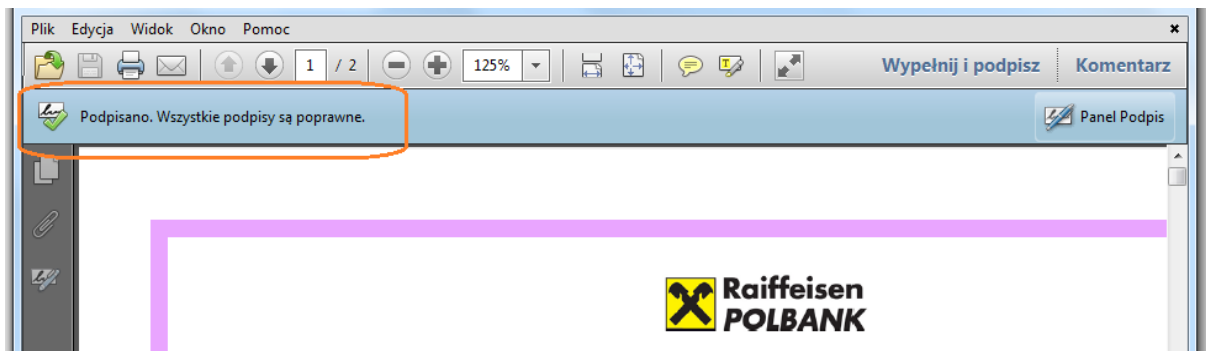 Plik Edycja Widok Okno Pomoc
1 / 2 125% Wypełnij i podpisz Komentarz
Podpisano. Wszystkie podpisy są poprawne. Panel Podpis
Raiffeisen
POLBANK